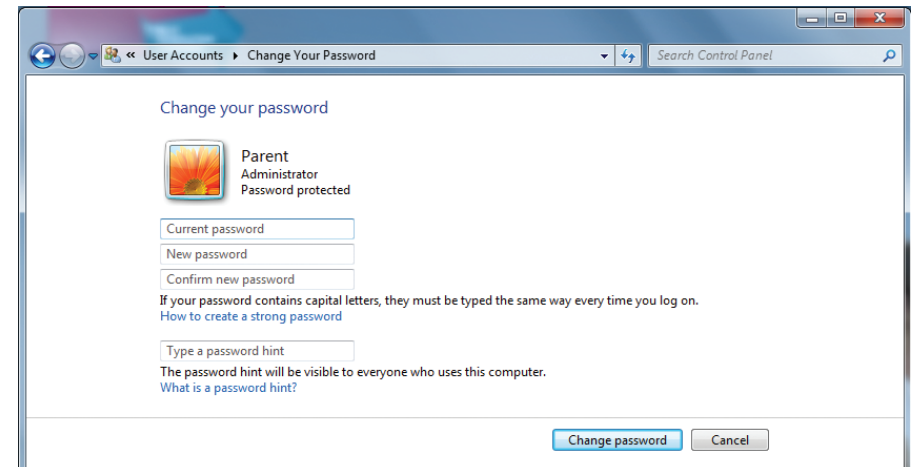 « User Accounts ▸ Change Your Password
Search Control Panel
Change your password
Parent
Administrator
Password protected
Current password
New password
Confirm new password
If your password contains capital letters, they must be typed the same way every time you log on.
How to create a strong password
Type a password hint
The password hint will be visible to everyone who uses this computer.
What is a password hint?
Change password
Cancel